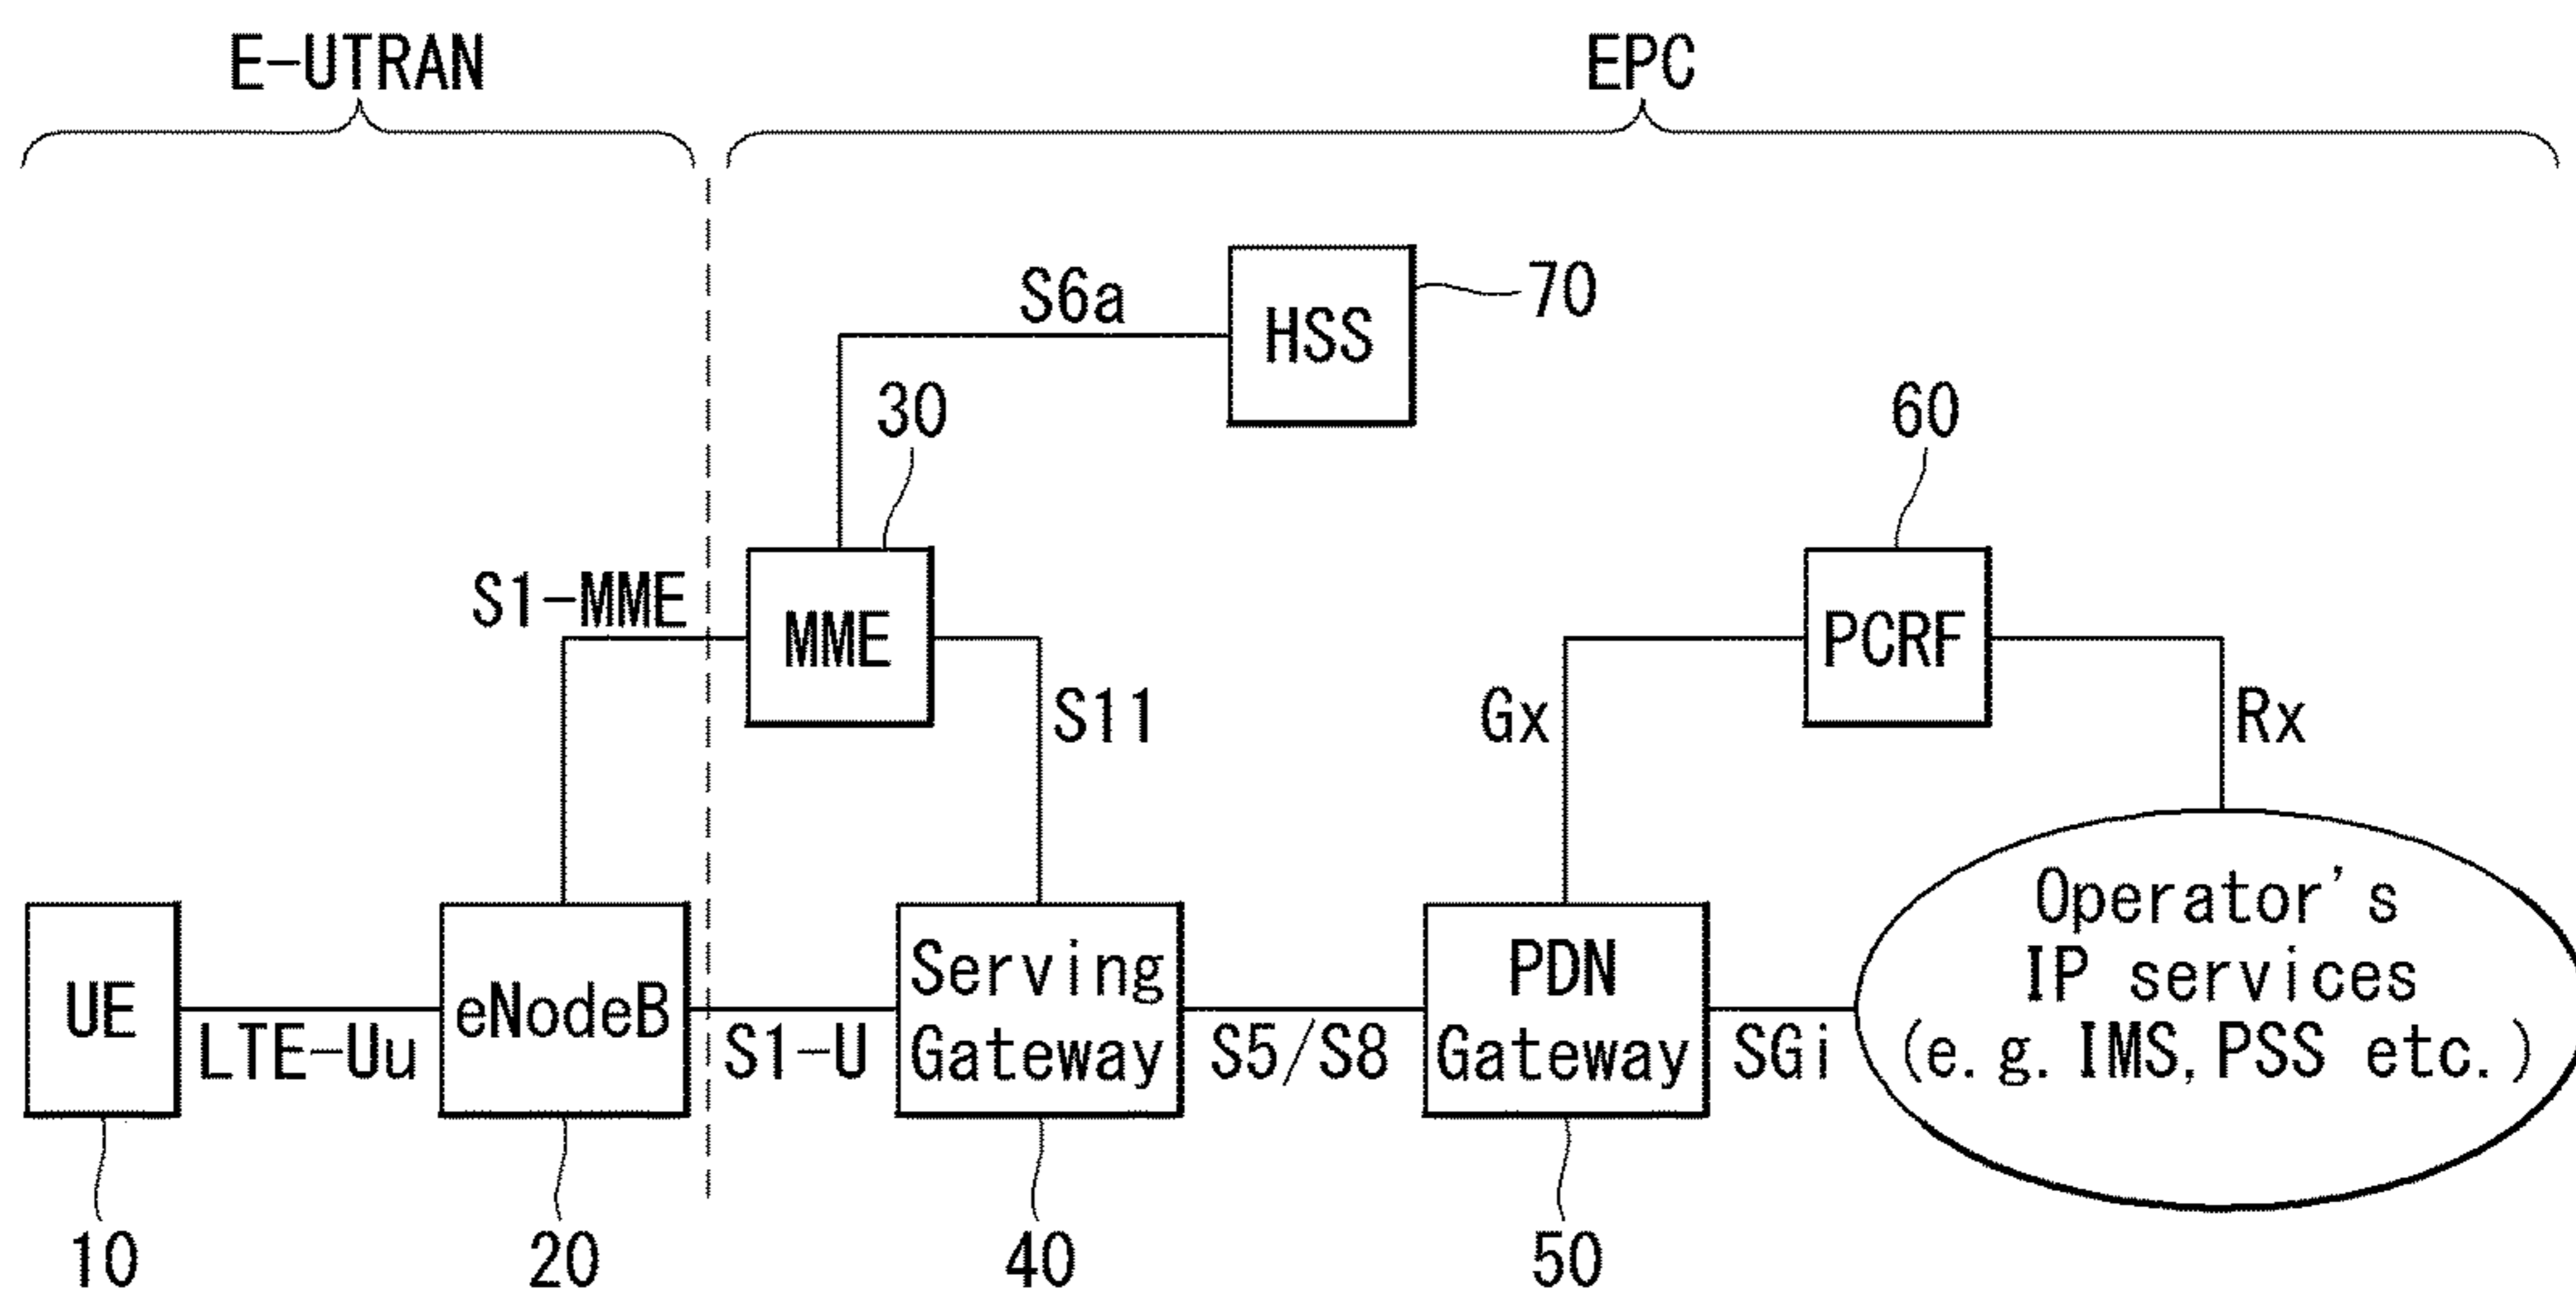 E-UTRAN
EPC
S6a
HSS
70
30
60
S1-MME
MME
S11
Gx
PCRF
Rx
UE
LTE-Uu
eNodeB
S1-U
Serving
Gateway
S5/S8
PDN
Gateway
SGi
Operator's
IP services
(e.g. IMS, PSS etc.)
10
20
40
50